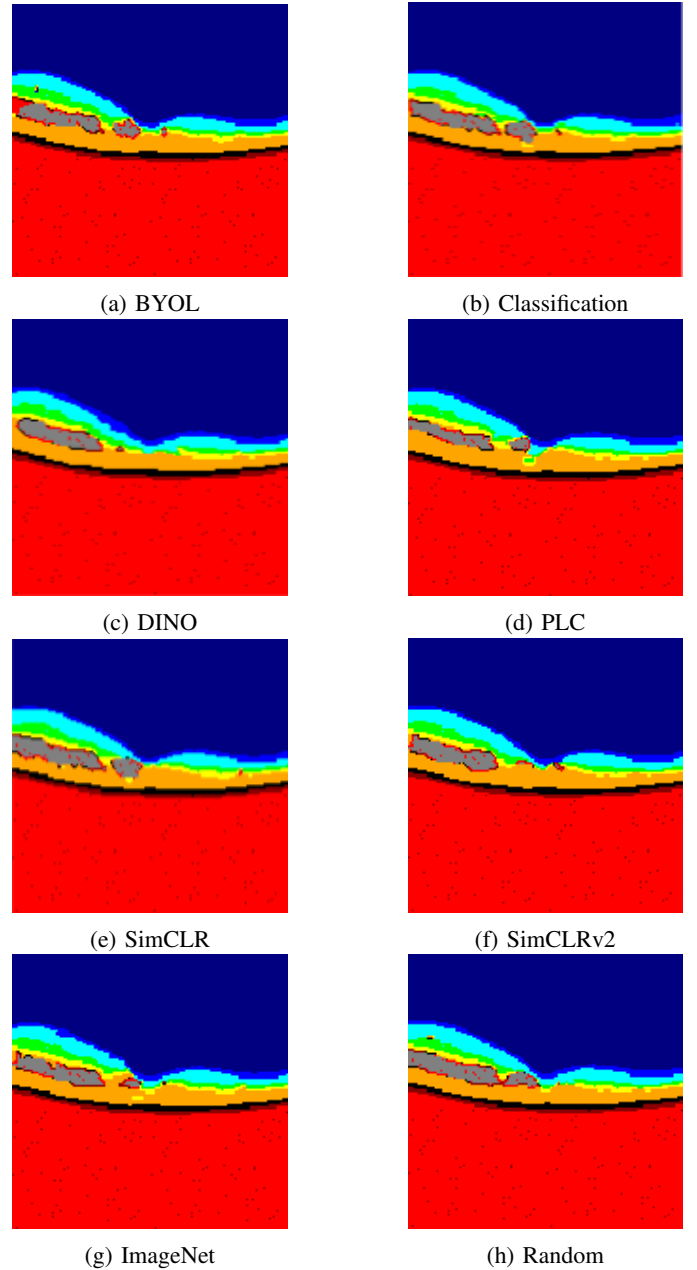 (a) BYOL
(b) Classification
(c) DINO
(d) PLC
(e) SimCLR
(f) SimCLRv2
(g) ImageNet
(h) Random